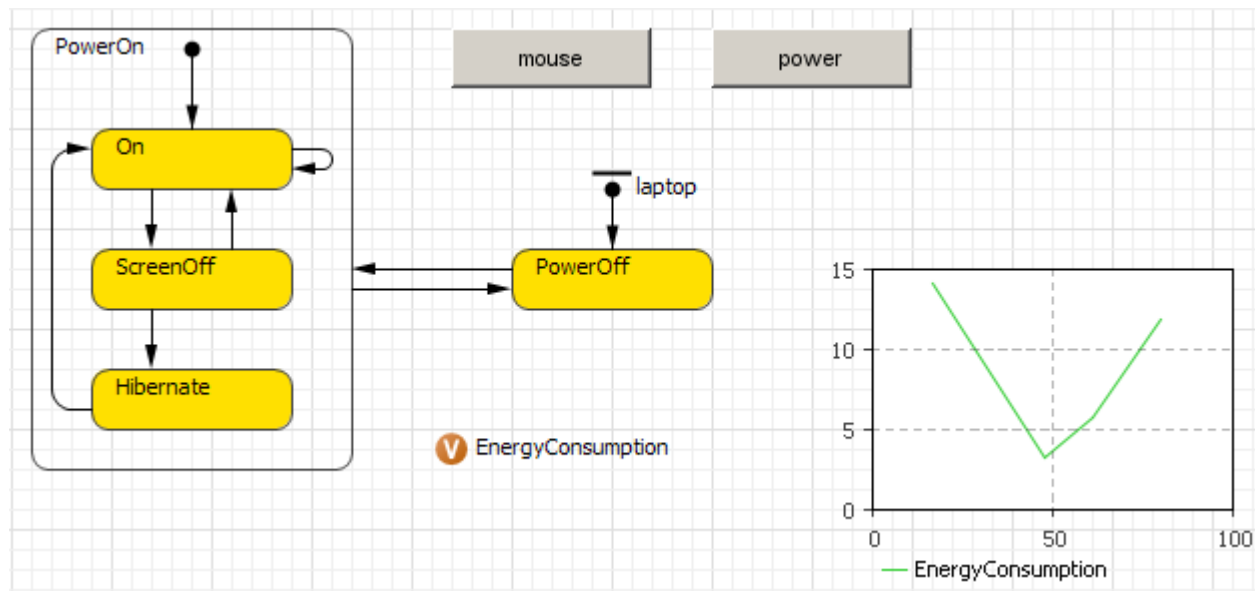 PowerOn
mouse
power
On
laptop
ScreenOff
PowerOff
15
10
Hibernate
5
V EnergyConsumption
0
0 50 100
EnergyConsumption